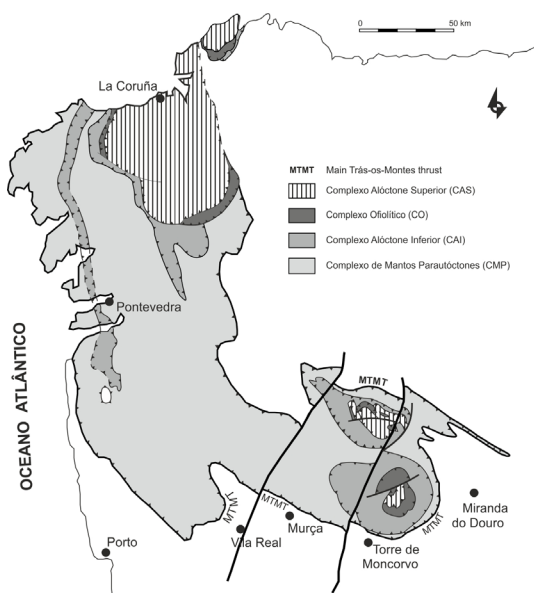 50 km
0
La Coruña
MTMT Main Trás-os-Montes thrust
Complexo Alóctone Superior (CAS)
Complexo Ofiolítico (CO)
Complexo Alóctone Inferior (CAI)
Complexo de Mantos Parautóctones (CMP)
Pontevedra
OCEANO ATLÂNTICO
MTMT
MTMT
MTMT
MTMT
Miranda
do Douro
Murça
Vila Real
Porto
Torre de
Moncorvo